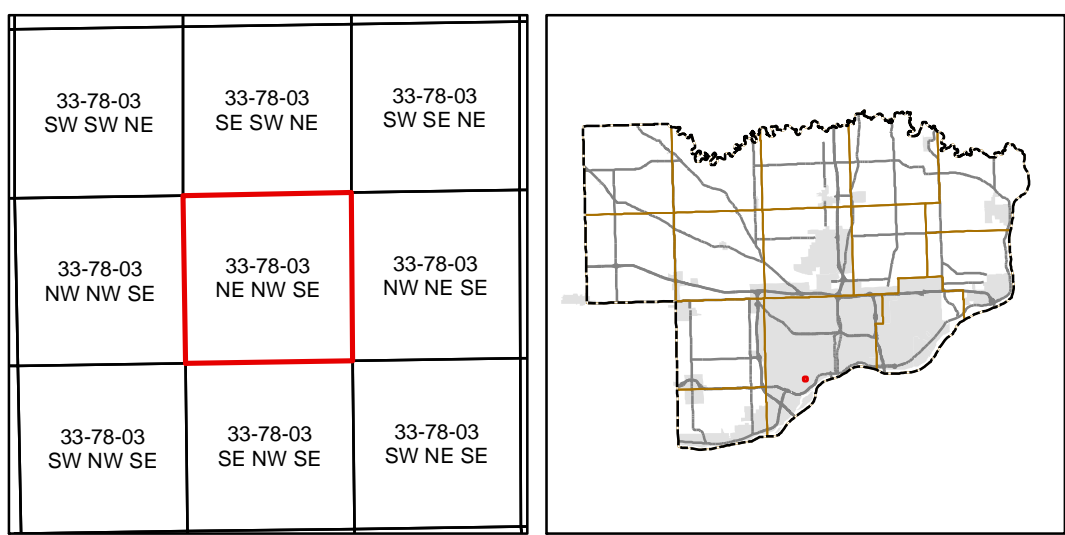 33-78-03
SW SW NE
33-78-03
SE SW NE
33-78-03
SW SE NE
33-78-03
NW NW SE
33-78-03
NE NW SE
33-78-03
NW NE SE
33-78-03
SW NW SE
33-78-03
SE NW SE
33-78-03
SW NE SE